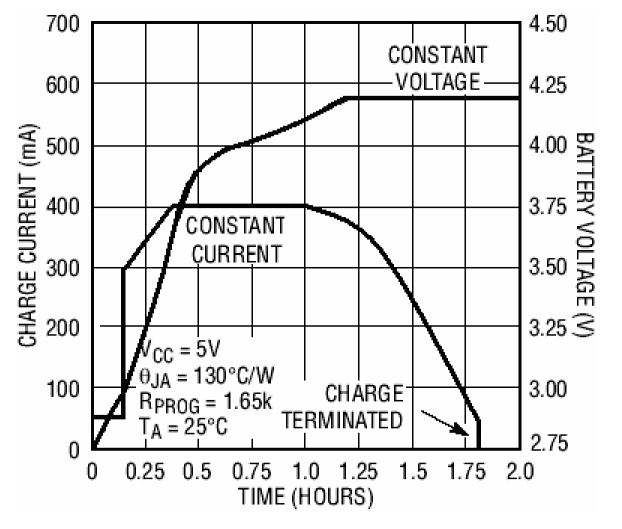 700
600
500
400
300
200
100
0
CHARGE CURRENT (mA)
4.50
4.25
4.00
3.75
3.50
3.25
3.00
2.75
BATTERY VOLTAGE (V)
CONSTANT
VOLTAGE
CONSTANT
CURRENT
VCC = 5V
θJA = 130°C/W
RPROG = 1.65k
TA = 25°C
CHARGE
TERMINATED
0 0.25 0.5 0.75 1.0 1.25 1.5 1.75 2.0
TIME (HOURS)